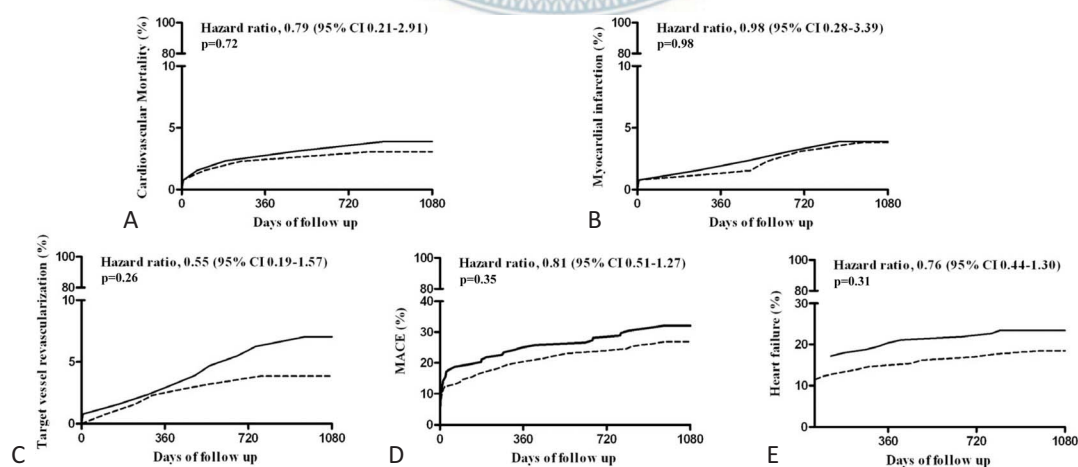 Hazard ratio, 0.79 (95% CI 0.21-2.91)
p=0.72
Cardiovascular Mortality (%)
100
80
10
5
0
0 360 720 1080
Days of follow up
A
Hazard ratio, 0.98 (95% CI 0.28-3.39)
p=0.98
Myocardial infarction (%)
100
80
10
5
0
0 360 720 1080
Days of follow up
B
Hazard ratio, 0.55 (95% CI 0.19-1.57)
p=0.26
Target vessel revascularization (%)
100
80
10
5
0
0 360 720 1080
Days of follow up
C
Hazard ratio, 0.81 (95% CI 0.51-1.27)
p=0.35
MACE (%)
100
80
40
30
20
10
0
0 360 720 1080
Days of follow up
D
Hazard ratio, 0.76 (95% CI 0.44-1.30)
p=0.31
Heart failure (%)
100
80
30
20
10
0
360 720 1080
Days of follow up
E